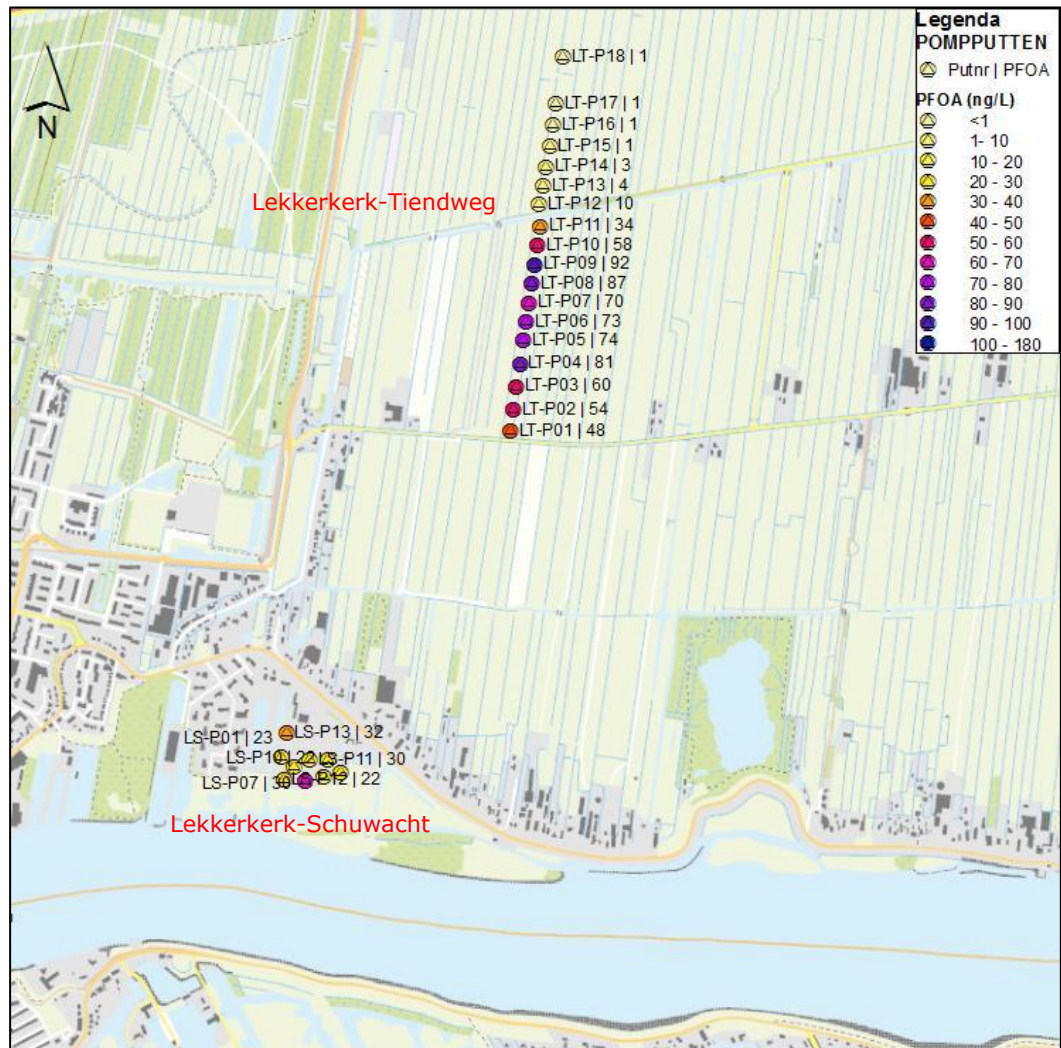 Legenda
POMPPUTTEN
Putnr | PFOA
PFOA (ng/L)
<1
1- 10
10 - 20
20 - 30
30 - 40
40 - 50
50 - 60
60 - 70
70 - 80
80 - 90
90 - 100
100 - 180
N
LT-P18 | 1
LT-P17 | 1
LT-P16 | 1
LT-P15 | 1
LT-P14 | 3
LT-P13 | 4
Lekkerkerk-Tiendweg
LT-P12 | 10
LT-P11 | 34
LT-P10 | 58
LT-P09 | 92
LT-P08 | 87
LT-P07 | 70
LT-P06 | 73
LT-P05 | 74
LT-P04 | 81
LT-P03 | 60
LT-P02 | 54
LT-P01 | 48
LS-P13 | 32
LS-P01 | 23
LS-P10 | 22
LS-P11 | 30
LS-P07 | 30
LS-P12 | 22
Lekkerkerk-Schuwacht